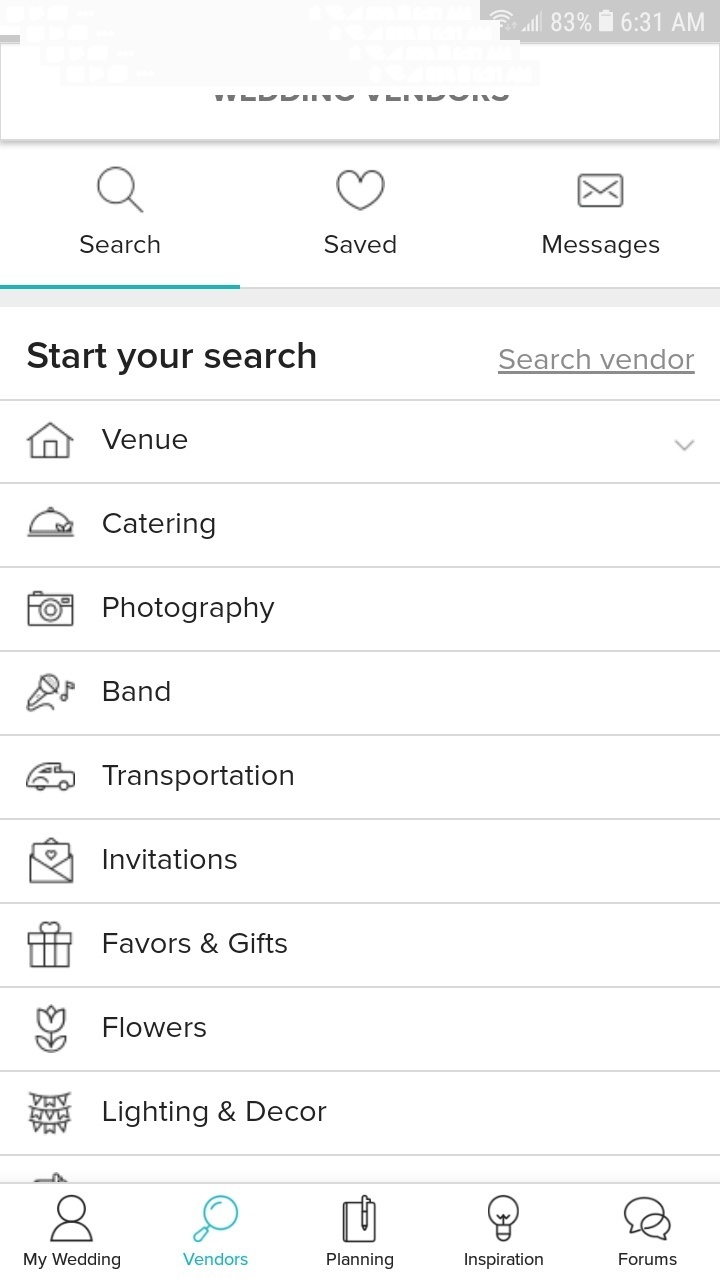 83% 6:31 AM
WEDDING VENDORS
Search Saved Messages
Start your search Search vendor
Venue
Catering
Photography
Band
Transportation
Invitations
Favors & Gifts
Flowers
Lighting & Decor
My Wedding Vendors Planning Inspiration Forums